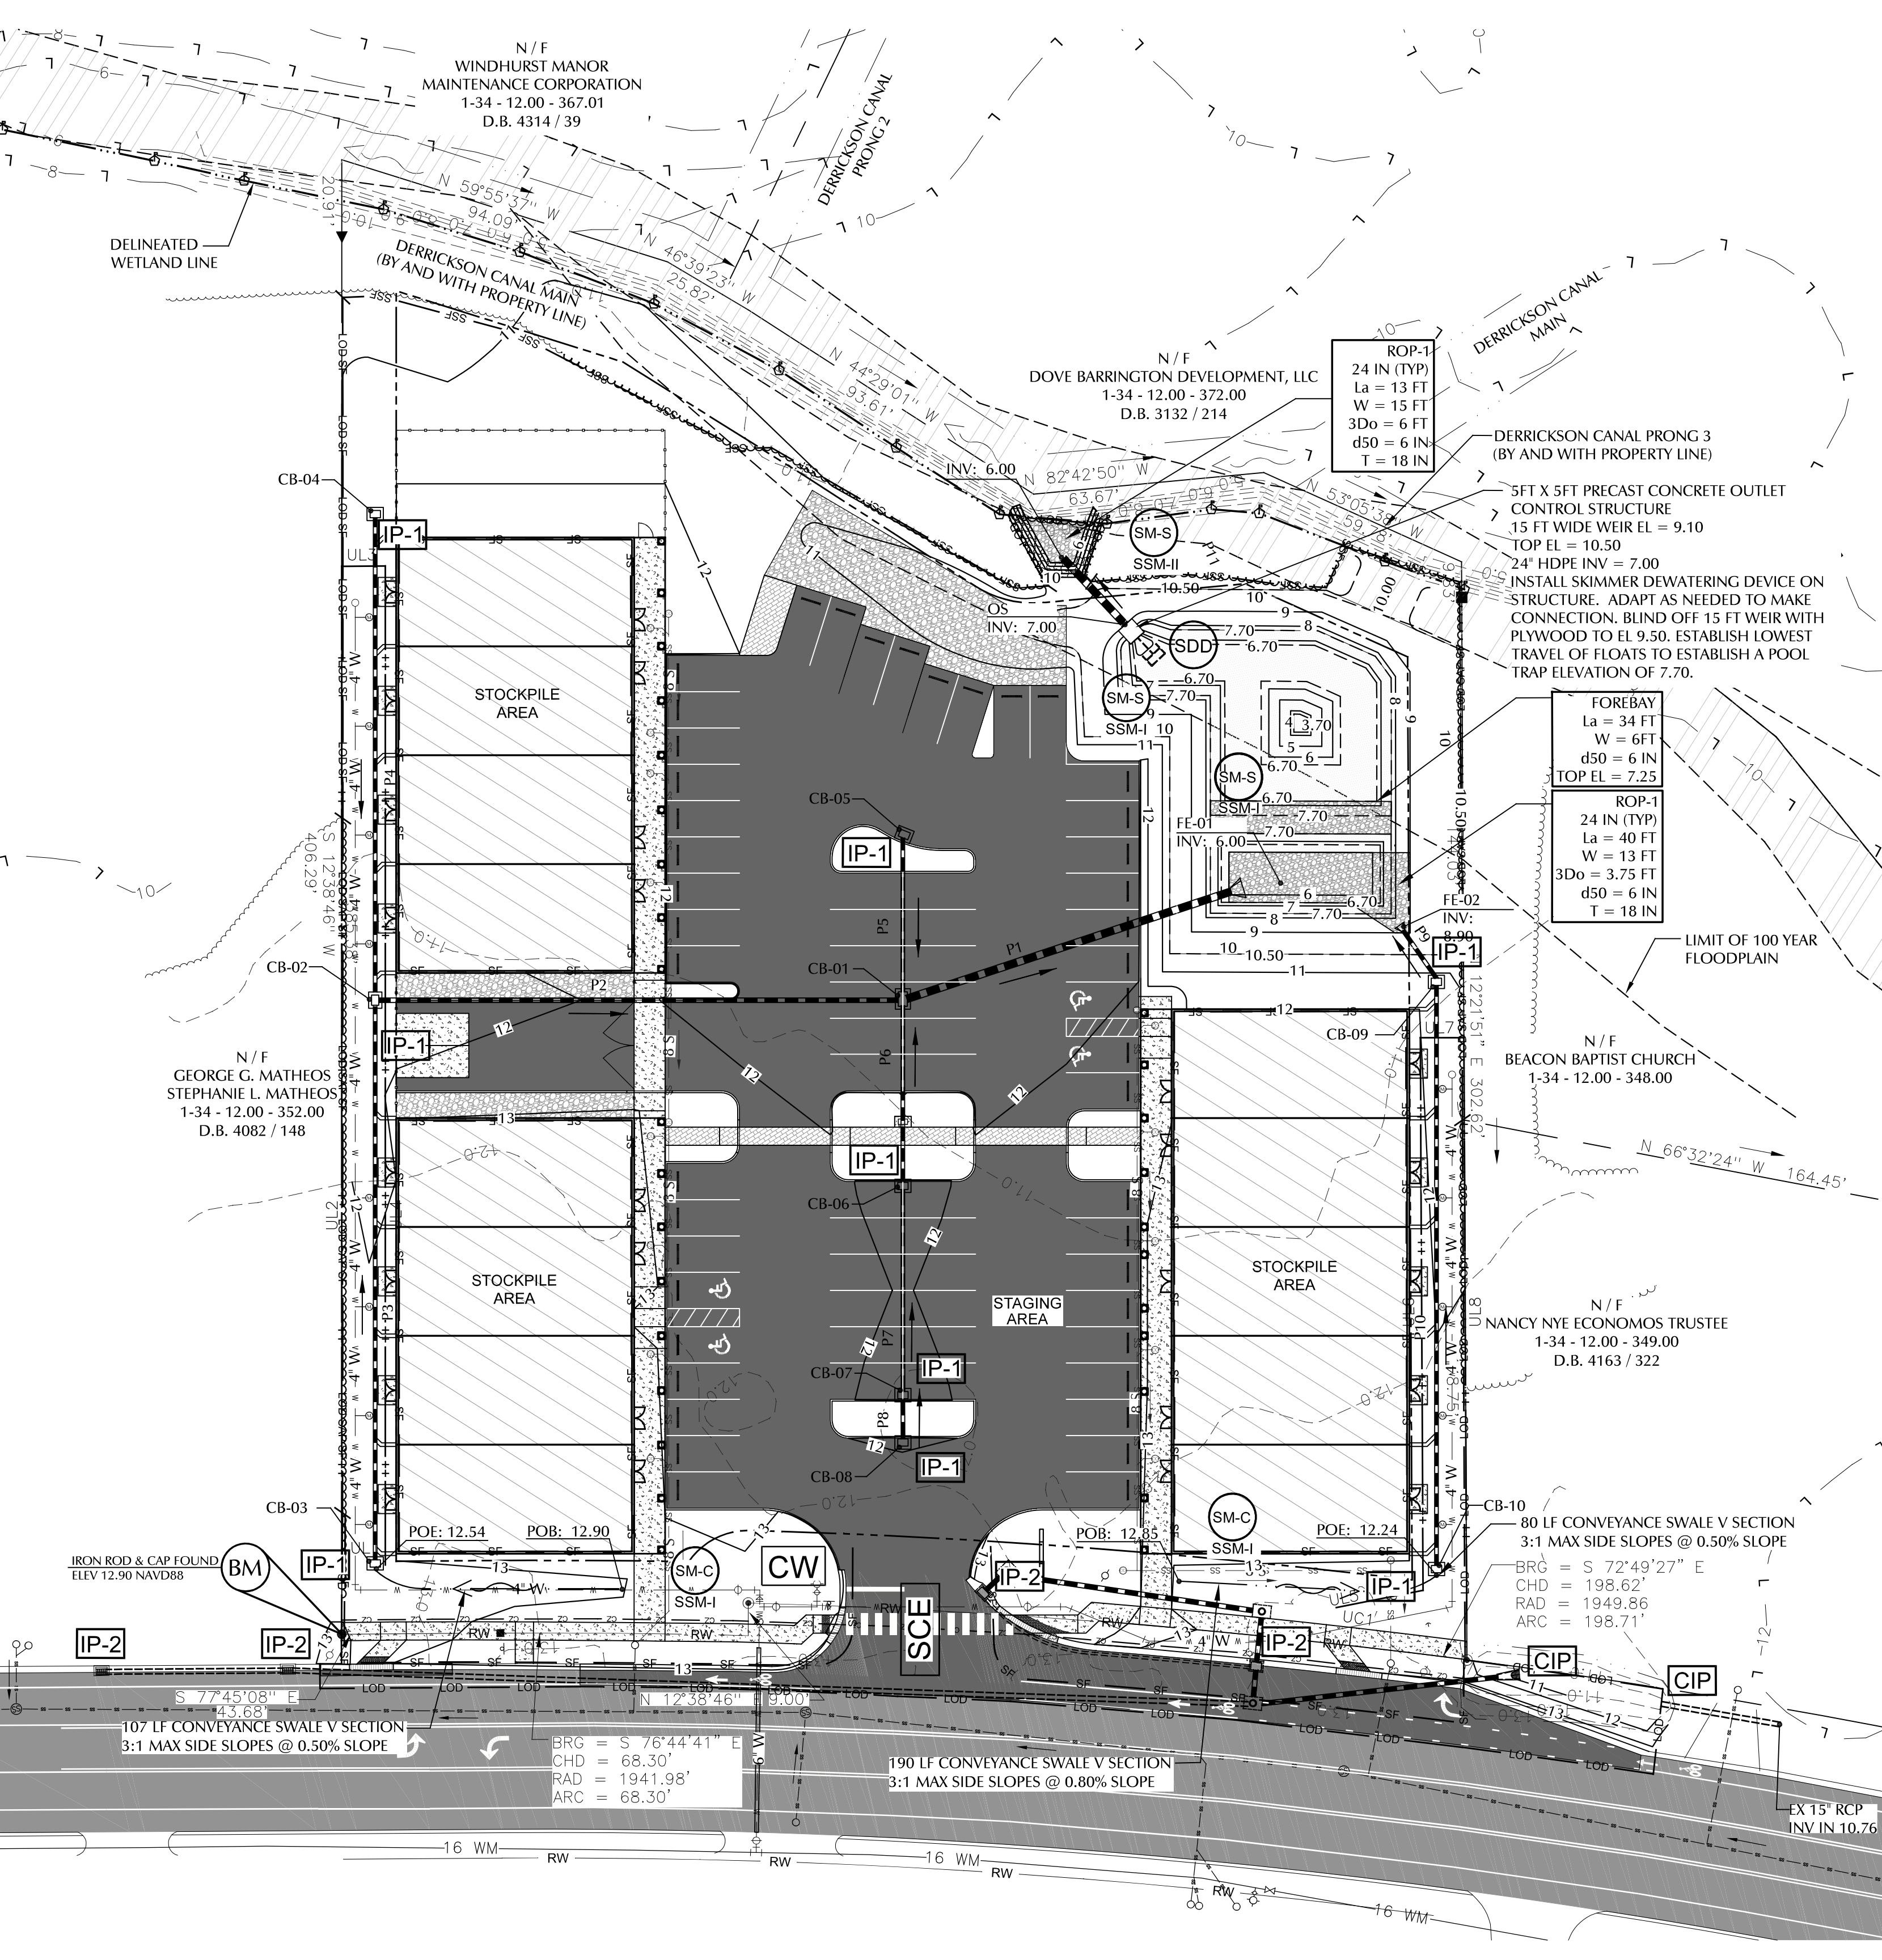 N / F
WINDHURST MANOR
MAINTENANCE CORPORATION
1-34 - 12.00 - 367.01
D.B. 4314 / 39
DERRICKSON CANAL
PRONG 2
DELINEATED
WETLAND LINE
20.91'
N 59°55'37" W
94.09'
N 46°39'23" W
25.82'
DERRICKSON CANAL MAIN
(BY AND WITH PROPERTY LINE)
N 44°29'01" W
93.61'
N / F
DOVE BARRINGTON DEVELOPMENT, LLC
1-34 - 12.00 - 372.00
D.B. 3132 / 214
DERRICKSON CANAL
MAIN
ROP-1
24 IN (TYP)
La = 13 FT
W = 15 FT
3Do = 6 FT
d50 = 6 IN
T = 18 IN
DERRICKSON CANAL PRONG 3
(BY AND WITH PROPERTY LINE)
INV: 6.00
N 82°42'50" W
63.67'
5FT X 5FT PRECAST CONCRETE OUTLET
CONTROL STRUCTURE
15 FT WIDE WEIR EL = 9.10
TOP EL = 10.50
24" HDPE INV = 7.00
INSTALL SKIMMER DEWATERING DEVICE ON
STRUCTURE. ADAPT AS NEEDED TO MAKE
CONNECTION. BLIND OFF 15 FT WEIR WITH
PLYWOOD TO EL 9.50. ESTABLISH LOWEST
TRAVEL OF FLOATS TO ESTABLISH A POOL
TRAP ELEVATION OF 7.70.
CB-04
IP-1
UL3
SM-S
SSM-II
P11
OS
INV: 7.00
SDD
SM-S
SSM-I
SM-S
SSM-I
STOCKPILE
AREA
P4
4" W
FOREBAY
La = 34 FT
W = 6FT
d50 = 6 IN
TOP EL = 7.25
ROP-1
24 IN (TYP)
La = 40 FT
W = 13 FT
3Do = 3.75 FT
d50 = 6 IN
T = 18 IN
CB-05
IP-1
FE-01
INV: 6.00
P5
P1
FE-02
INV:
8.90
P9
IP-1
LIMIT OF 100 YEAR
FLOODPLAIN
S 12°38'46" W
406.29'
CB-02
P2
CB-01
IP-1
P6
CB-09
UL7
12°21'51" E 302.62'
N / F
GEORGE G. MATHEOS
STEPHANIE L. MATHEOS
1-34 - 12.00 - 352.00
D.B. 4082 / 148
N / F
BEACON BAPTIST CHURCH
1-34 - 12.00 - 348.00
N 66°32'24" W 164.45'
IP-1
CB-06
UL2
STOCKPILE
AREA
STAGING
AREA
STOCKPILE
AREA
P3
P7
P10
UL8
N / F
NANCY NYE ECONOMOS TRUSTEE
1-34 - 12.00 - 349.00
D.B. 4163 / 322
CB-07
IP-1
P8
CB-08
IP-1
CB-03
IP-1
POE: 12.54
POB: 12.90
POB: 12.85
POE: 12.24
SM-C
SSM-I
CB-10
80 LF CONVEYANCE SWALE V SECTION
3:1 MAX SIDE SLOPES @ 0.50% SLOPE
IRON ROD & CAP FOUND
ELEV 12.90 NAVD88
BM
SM-C
SSM-I
CW
SCE
IP-2
IP-1
UL5
UC1
BRG = S 72°49'27" E
CHD = 198.62'
RAD = 1949.86
ARC = 198.71'
IP-2
IP-2
IP-2
CIP
CIP
S 77°45'08" E
43.68'
N 12°38'46" E 9.00'
107 LF CONVEYANCE SWALE V SECTION
3:1 MAX SIDE SLOPES @ 0.50% SLOPE
BRG = S 76°44'41" E
CHD = 68.30'
RAD = 1941.98'
ARC = 68.30'
6" W
190 LF CONVEYANCE SWALE V SECTION
3:1 MAX SIDE SLOPES @ 0.80% SLOPE
EX 15" RCP
INV IN 10.76
16 WM
RW
RW
16 WM
RW
RW
16 WM